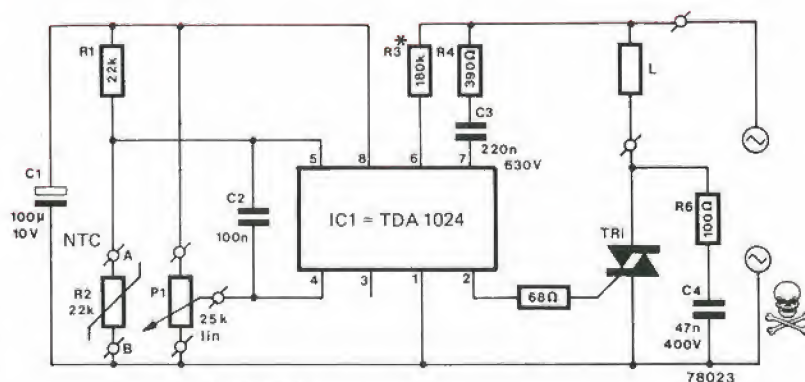 R1
22k
R3*
180k
R4
390Ω
L
C3
220n
630V
C1
100µ
10V
NTC
C2
100n
5
8
6
7
IC1 = TDA 1024
4
3
1
2
A
R2
22k
B
P1
25k
lin
68Ω
TRi
R6
100Ω
C4
47n
400V
78023